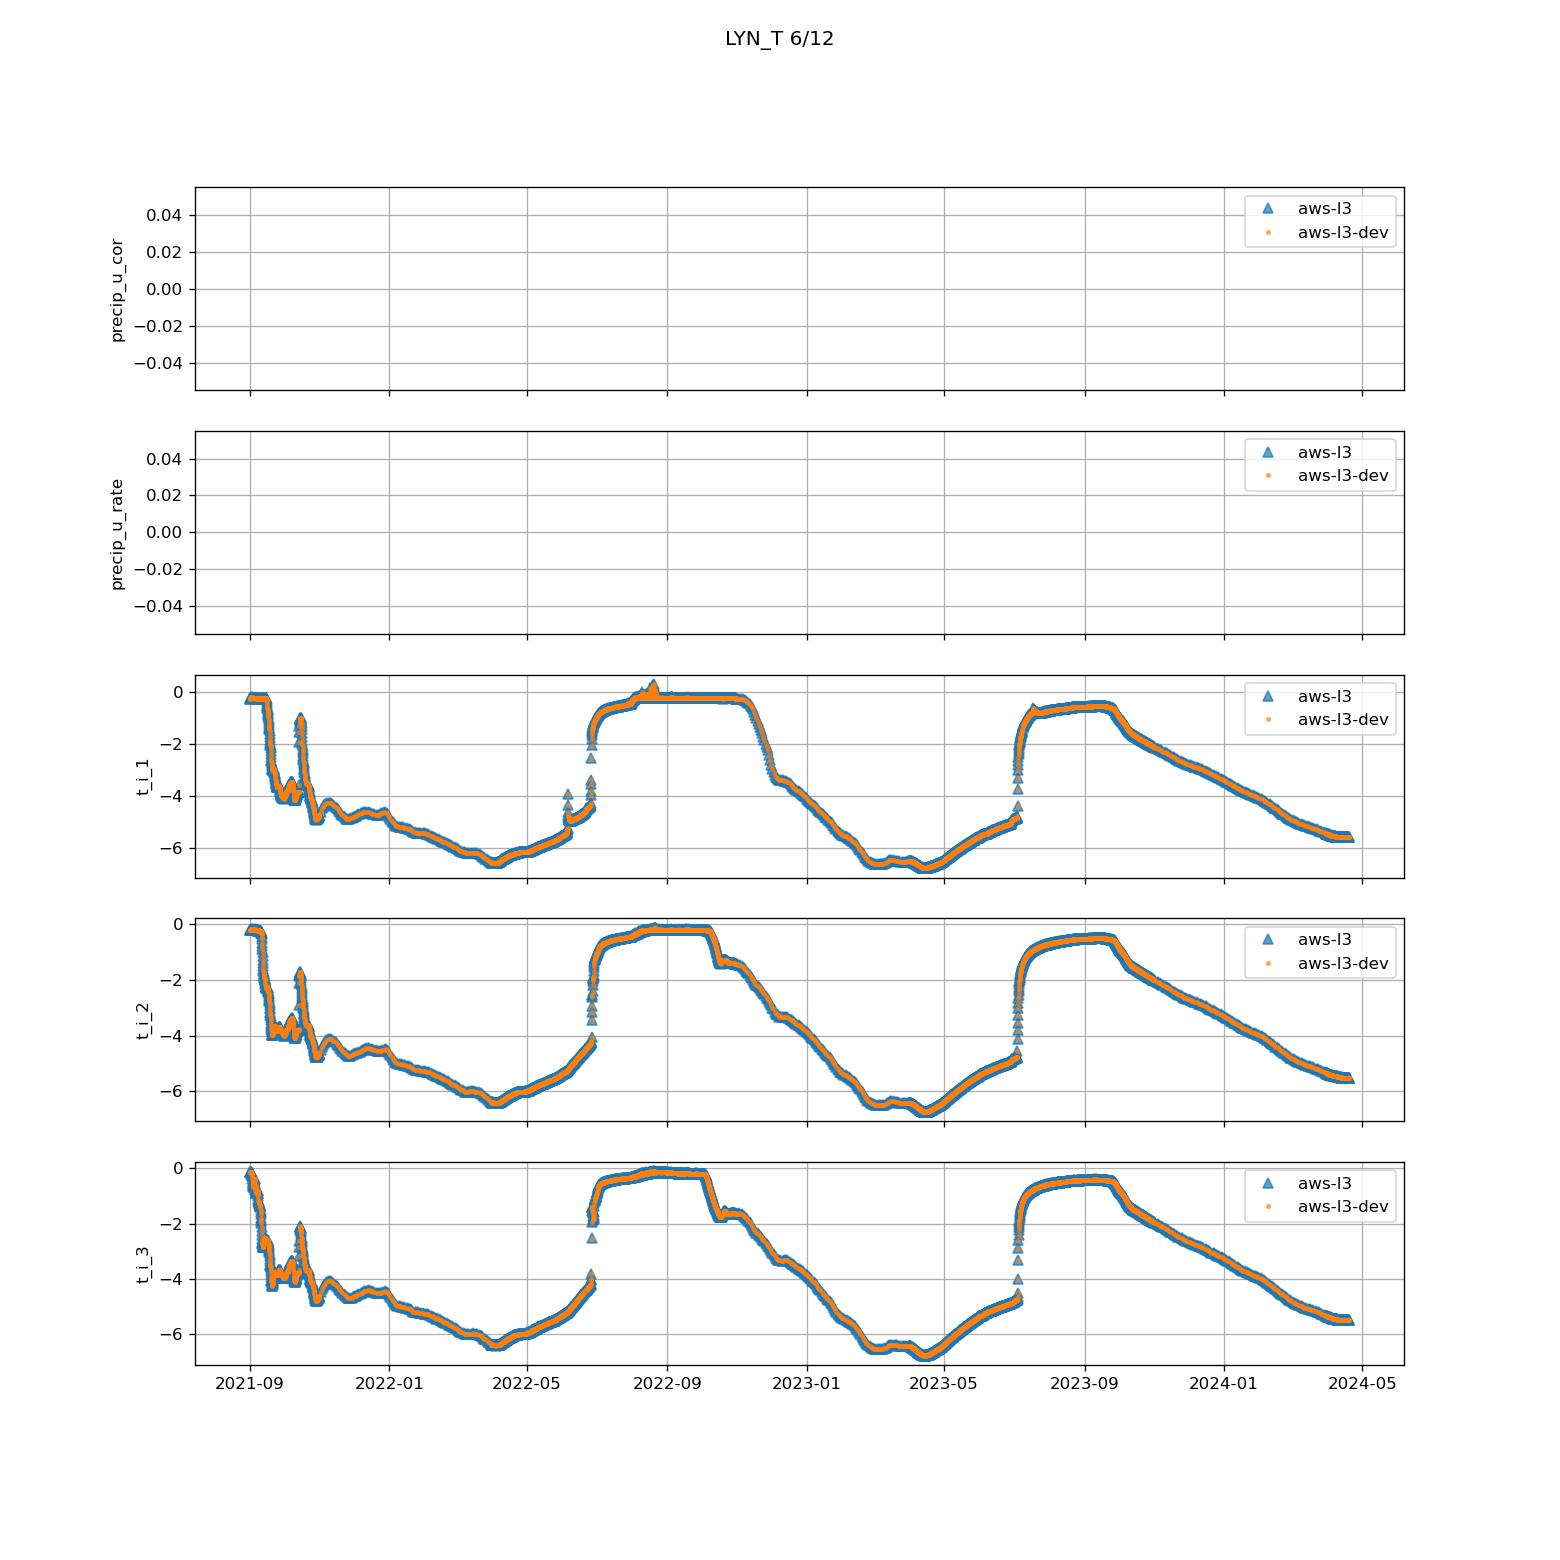 LYN_T 6/12
precip_u_cor
0.04
0.02
0.00
−0.02
−0.04
aws-l3
aws-l3-dev
precip_u_rate
0.04
0.02
0.00
−0.02
−0.04
aws-l3
aws-l3-dev
t_i_1
0
−2
−4
−6
aws-l3
aws-l3-dev
t_i_2
0
−2
−4
−6
aws-l3
aws-l3-dev
t_i_3
0
−2
−4
−6
aws-l3
aws-l3-dev
2021-09 2022-01 2022-05 2022-09 2023-01 2023-05 2023-09 2024-01 2024-05